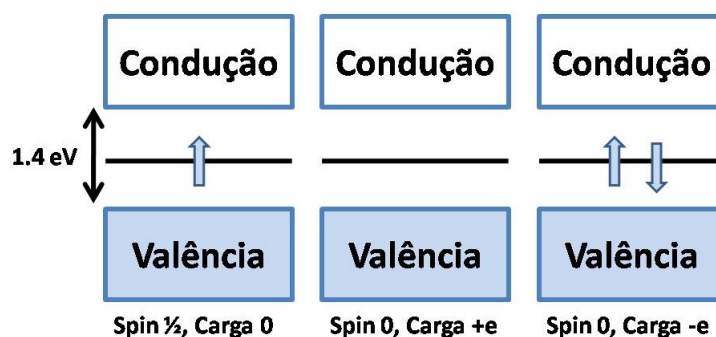 Condução
Condução
Condução
1.4 eV
Valência
Valência
Valência
Spin ½, Carga 0
Spin 0, Carga +e
Spin 0, Carga -e